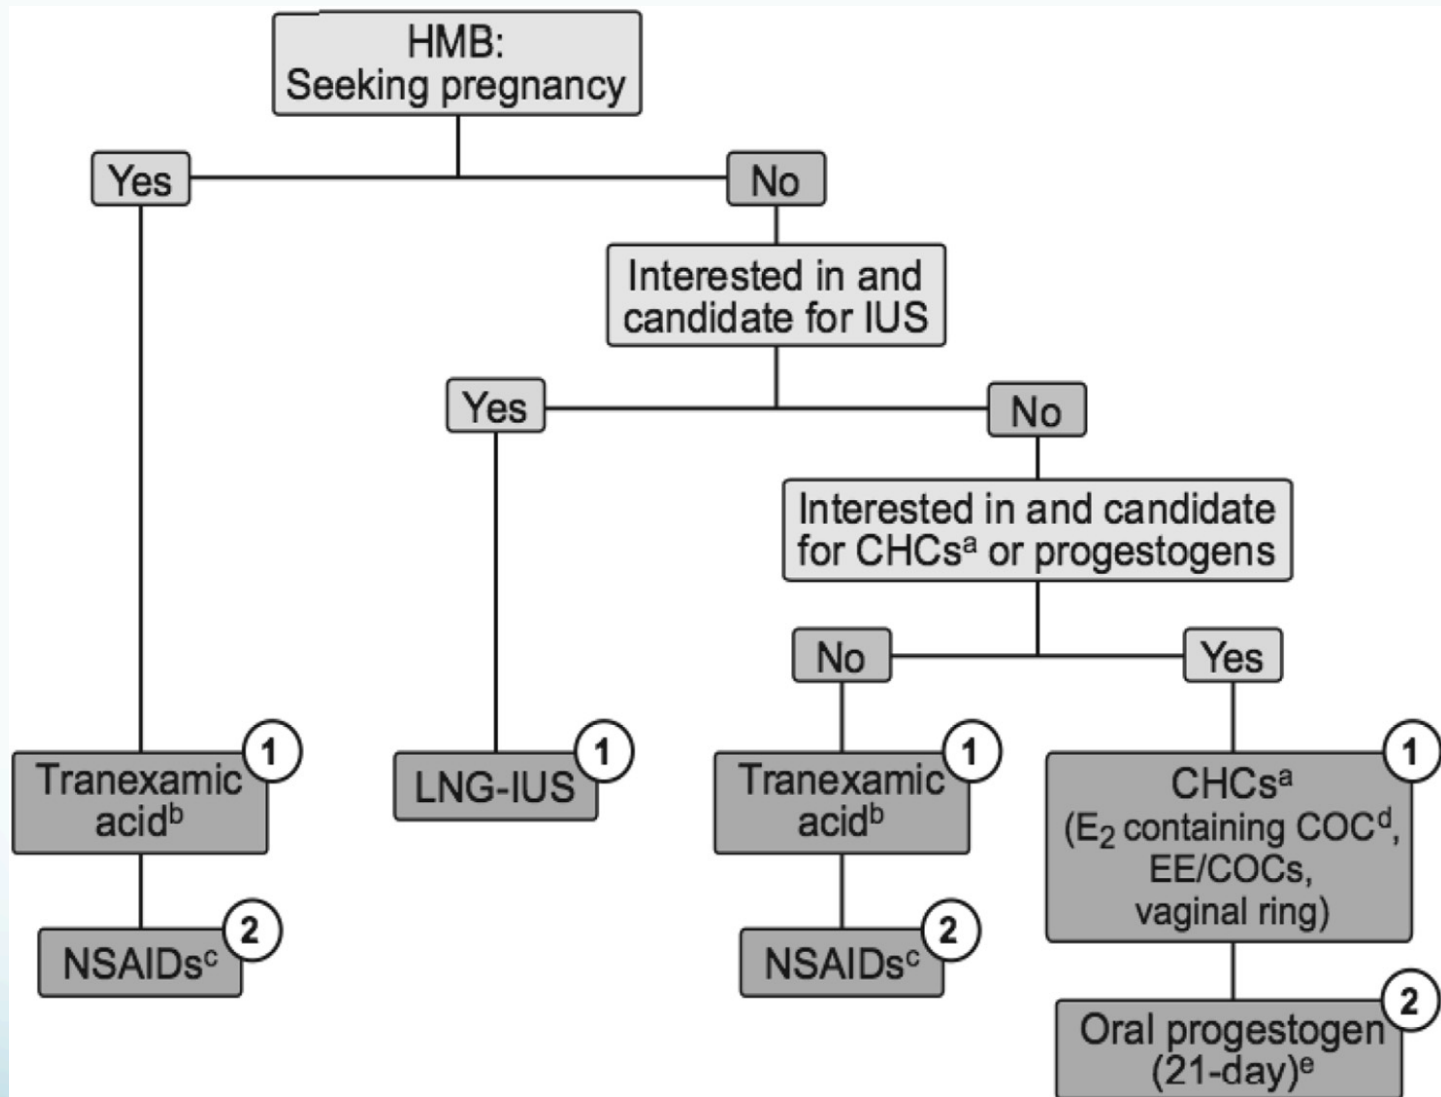 HMB:
Seeking pregnancy
Yes
No
Interested in and
candidate for IUS
Yes
No
Interested in and candidate
for CHCsᵃ or progestogens
No
Yes
1
Tranexamic
acidᵇ
1
LNG-IUS
1
Tranexamic
acidᵇ
1
CHCsᵃ
(E₂ containing COCᵈ,
EE/COCs,
vaginal ring)
2
NSAIDsᶜ
2
NSAIDsᶜ
2
Oral progestogen
(21-day)ᵉ